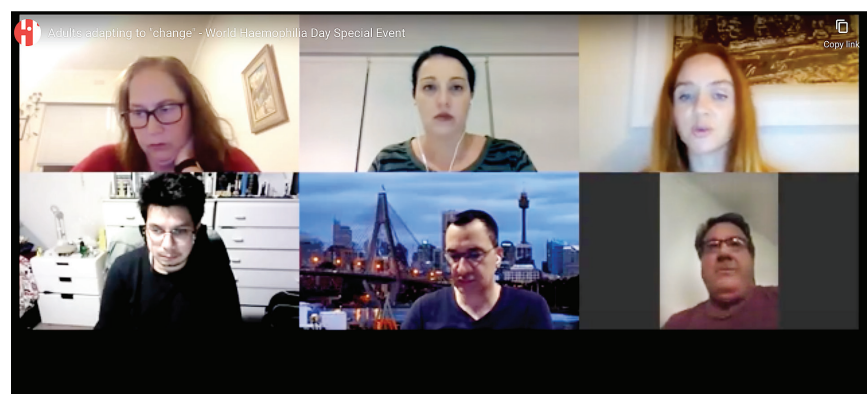 Adults adapting to "change" - World Haemophilia Day Special Event
Copy link